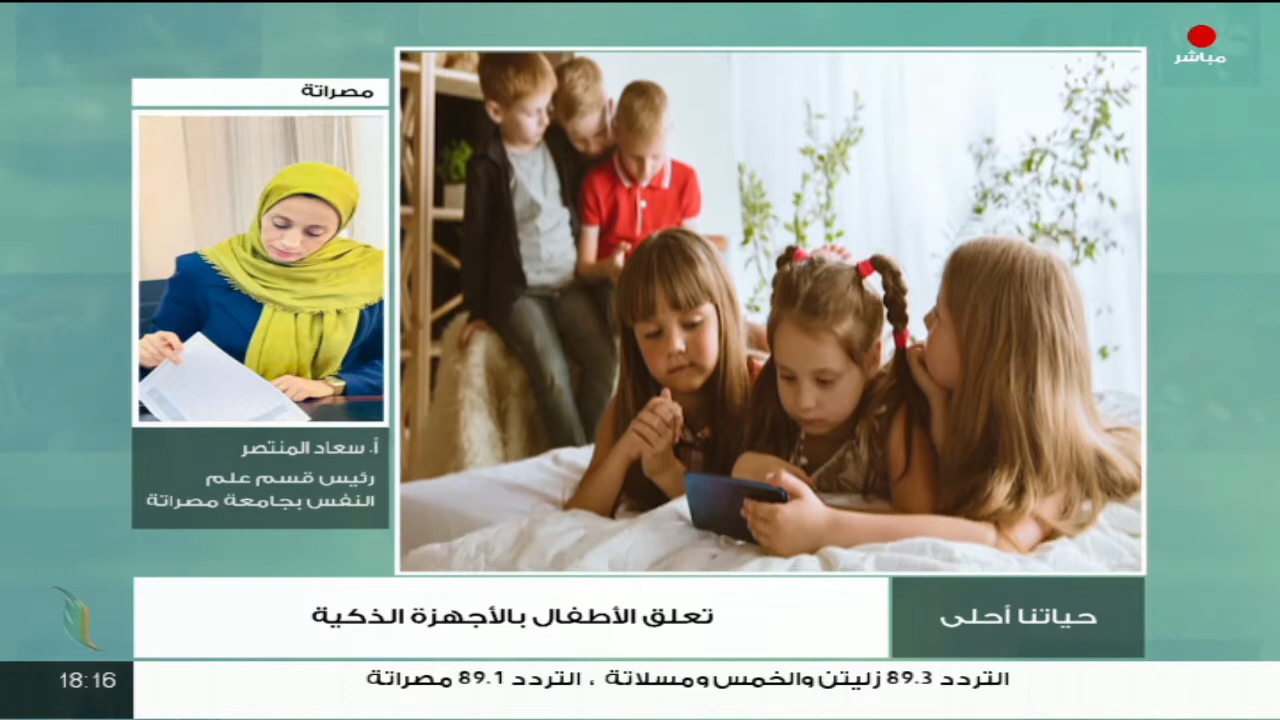 مباشر
مصراتة
أ. سعاد المنتصر
رئيس قسم علم
النفس بجامعة مصراتة
حياتنا أحلى
تعلق الأطفال بالأجهزة الذكية
التردد 89.3 زليتن والخمس ومسلاتة ، التردد 89.1 مصراتة
18:16